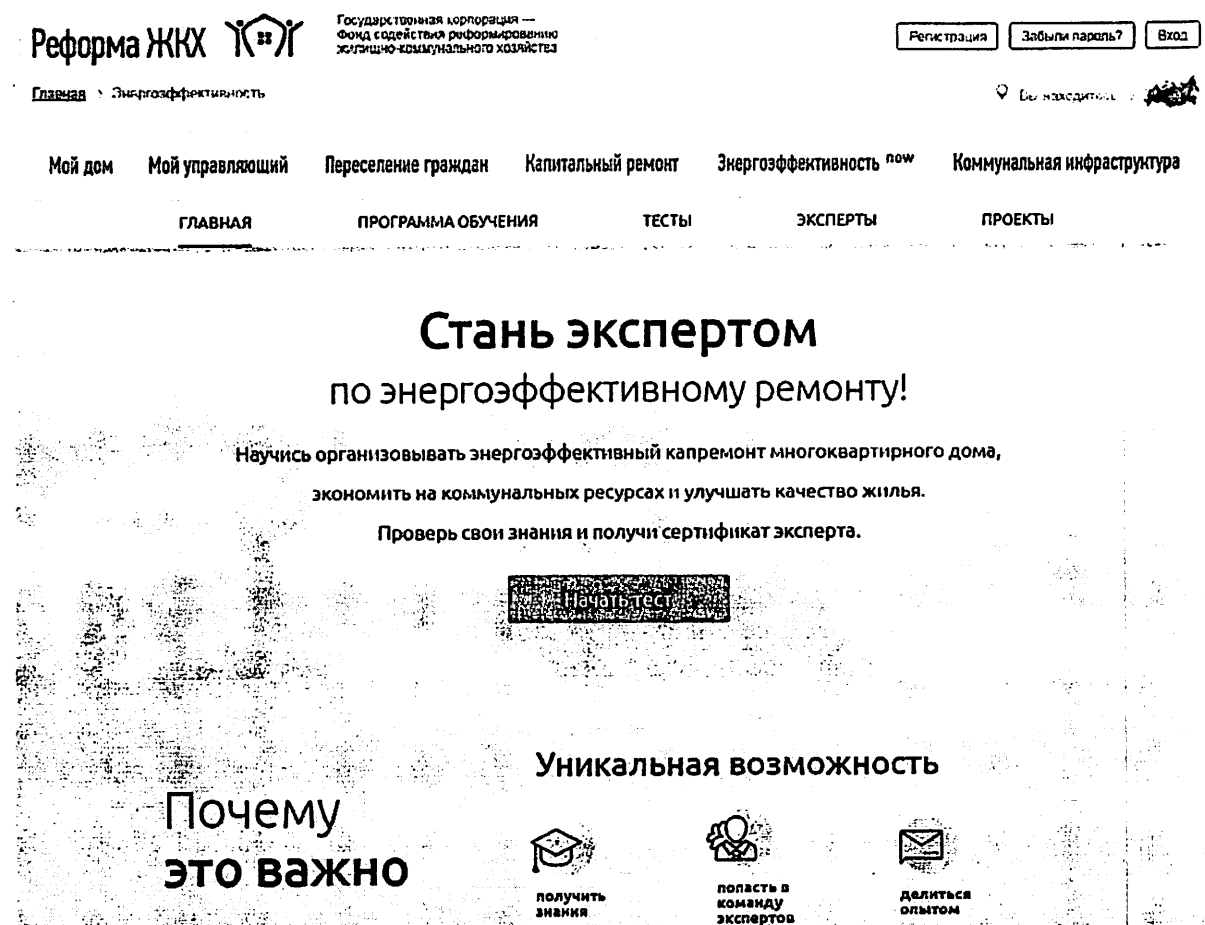 Реформа ЖКХ
Государственная корпорация —
Фонд содействия реформированию
жилищно-коммунального хозяйства
Регистрация
Забыли пароль?
Вход
Главная › Энергоэффективность
Вы находитесь
Мой дом
Мой управляющий
Переселение граждан
Капитальный ремонт
Энергоэффективность now
Коммунальная инфраструктура
ГЛАВНАЯ
ПРОГРАММА ОБУЧЕНИЯ
ТЕСТЫ
ЭКСПЕРТЫ
ПРОЕКТЫ
Стань экспертом
по энергоэффективному ремонту!
Научись организовывать энергоэффективный капремонт многоквартирного дома,
экономить на коммунальных ресурсах и улучшать качество жилья.
Проверь свои знания и получи сертификат эксперта.
Начать тест
Почему
это важно
Уникальная возможность
получить
знания
попасть в
команду
экспертов
делиться
опытом